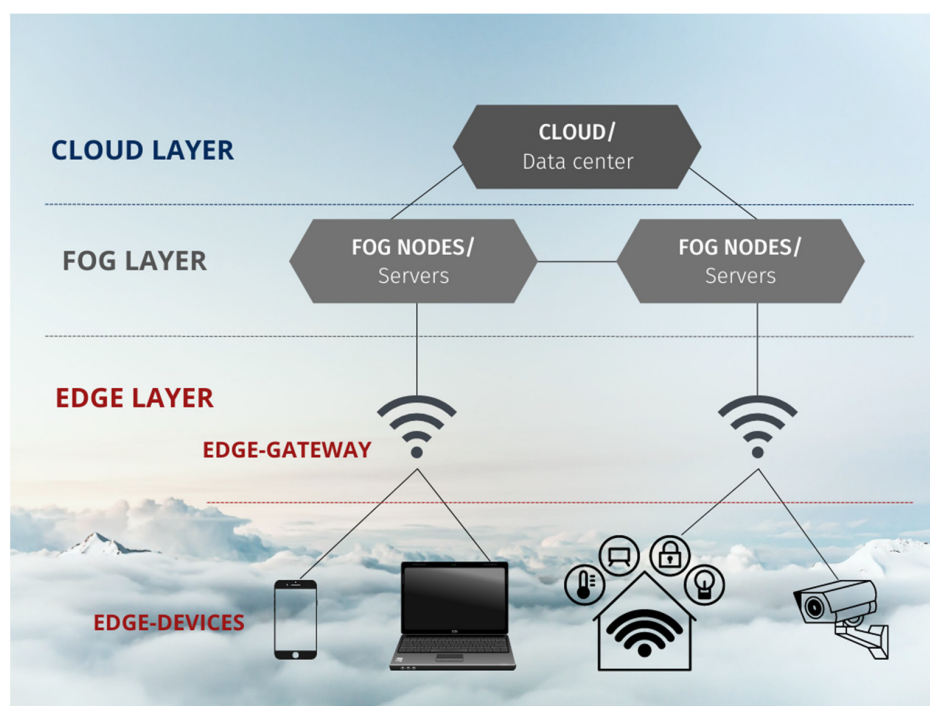 CLOUD LAYER
CLOUD/
Data center
FOG LAYER
FOG NODES/
Servers
FOG NODES/
Servers
EDGE LAYER
EDGE-GATEWAY
EDGE-DEVICES